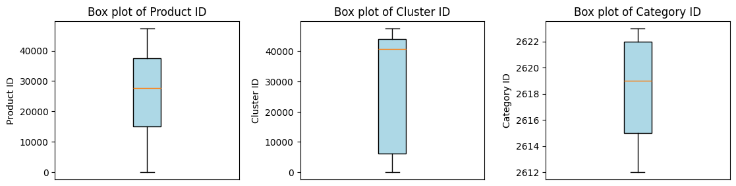 Box plot of Product ID
Product ID
40000
30000
20000
10000
0
Box plot of Cluster ID
Cluster ID
40000
30000
20000
10000
0
Box plot of Category ID
Category ID
2622
2620
2618
2616
2614
2612